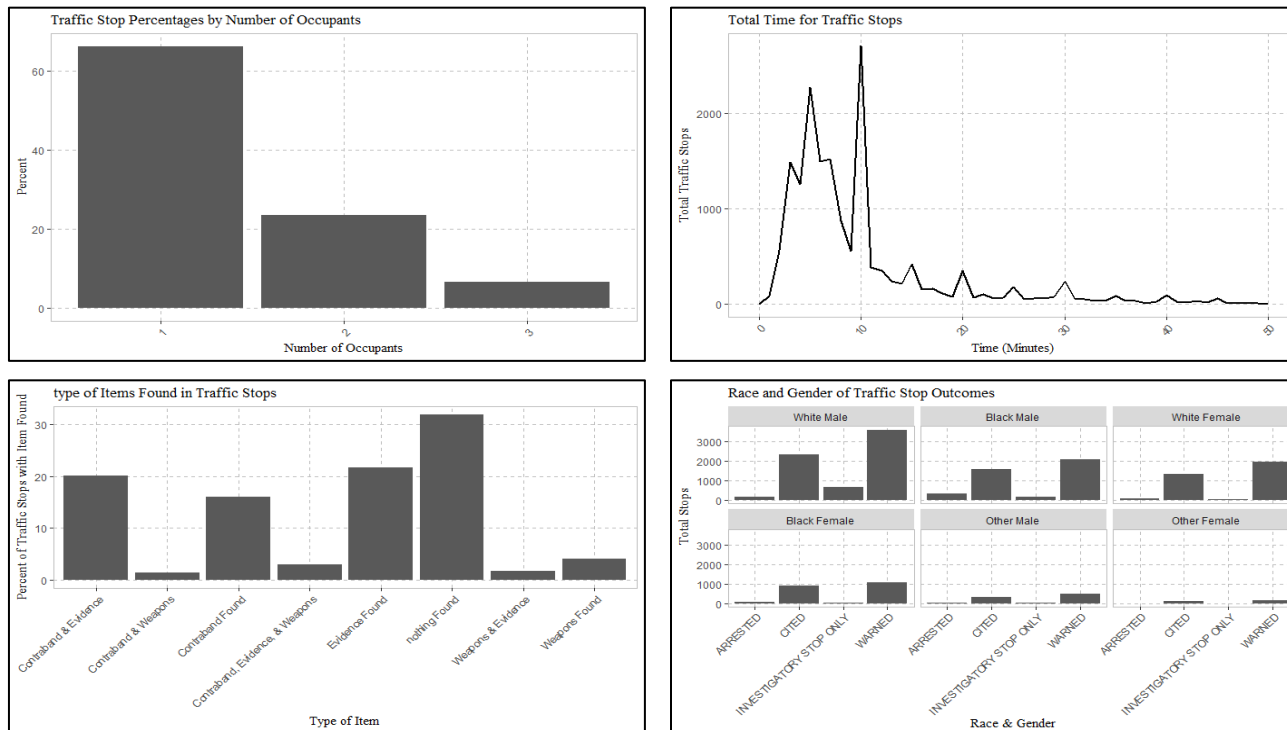 Traffic Stop Percentages by Number of Occupants
Percent
60
40
20
0
1
2
3
Number of Occupants
Total Time for Traffic Stops
Total Traffic Stops
2000
1000
0
0
10
20
30
40
50
Time (Minutes)
type of Items Found in Traffic Stops
Percent of Traffic Stops with Item Found
30
20
10
0
Contraband & Evidence
Contraband & Weapons
Contraband Found
Contraband, Evidence, & Weapons
Evidence Found
nothing Found
Weapons & Evidence
Weapons Found
Type of Item
Race and Gender of Traffic Stop Outcomes
Total Stops
White Male
Black Male
White Female
3000
2000
1000
0
Black Female
Other Male
Other Female
3000
2000
1000
0
ARRESTED
CITED
INVESTIGATORY STOP ONLY
WARNED
ARRESTED
CITED
INVESTIGATORY STOP ONLY
WARNED
ARRESTED
CITED
INVESTIGATORY STOP ONLY
WARNED
Race & Gender